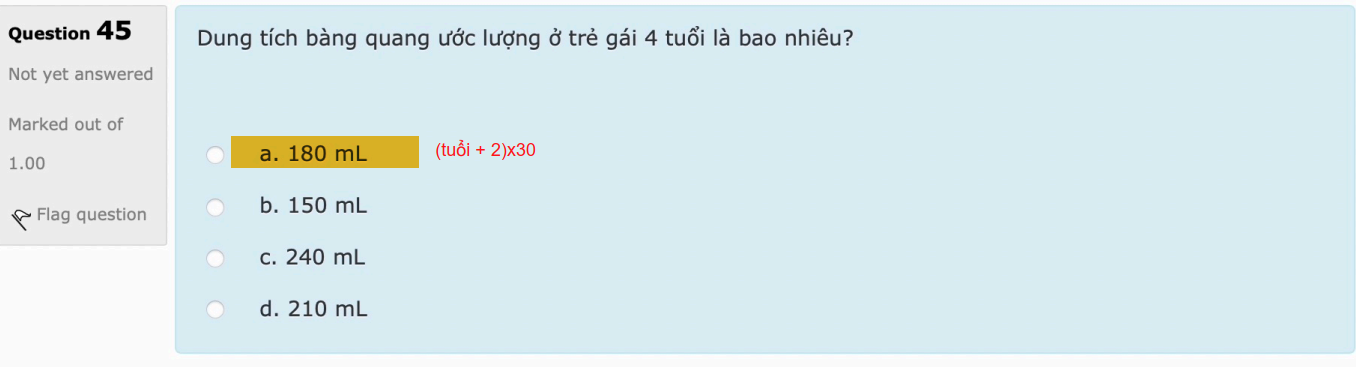 Question 45
Not yet answered
Marked out of
1.00
Flag question
Dung tích bàng quang ước lượng ở trẻ gái 4 tuổi là bao nhiêu?
a. 180 mL (tuổi + 2)x30
b. 150 mL
c. 240 mL
d. 210 mL